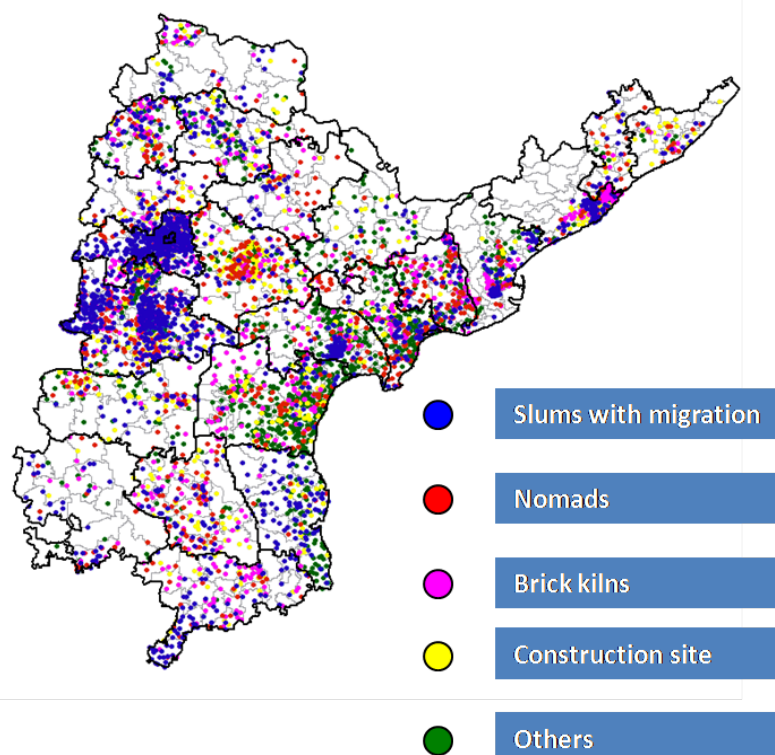 Slums with migration
Nomads
Brick kilns
Construction site
Others